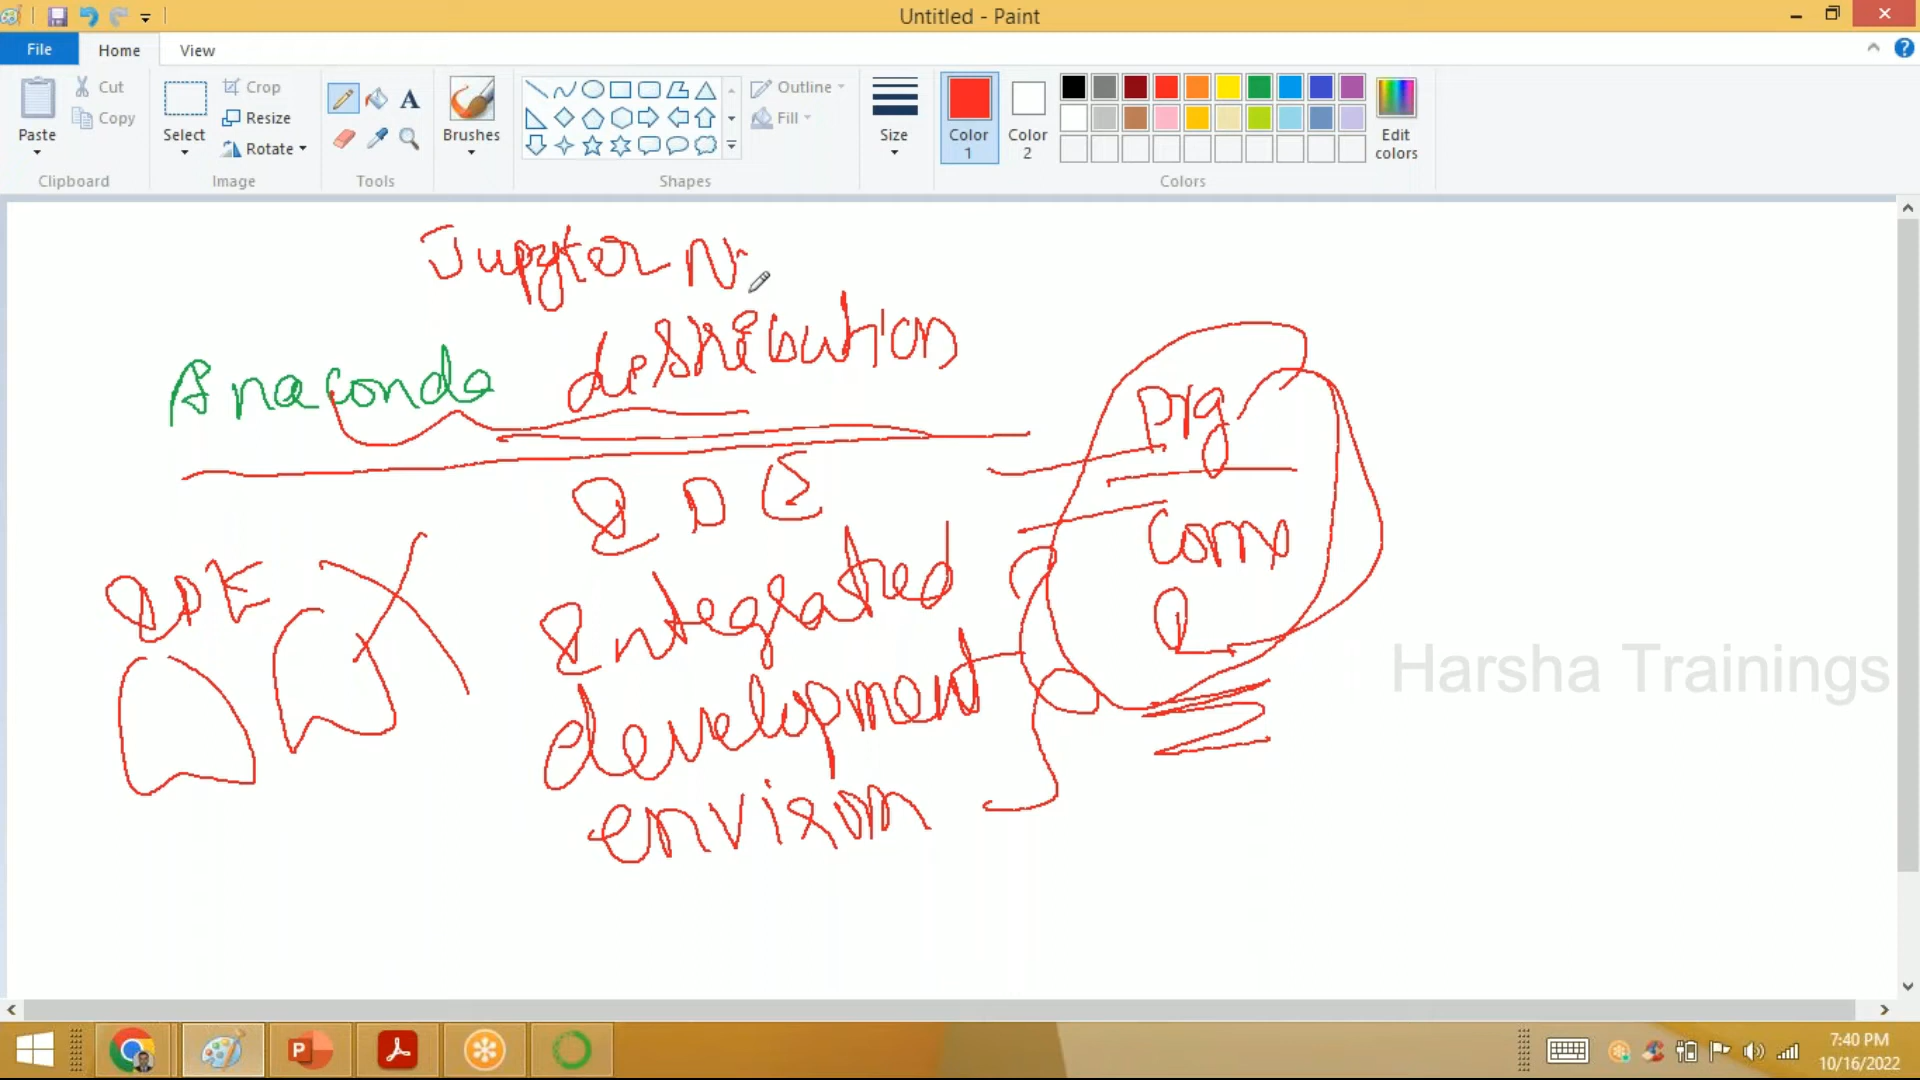 Untitled - Paint
File Home View
Paste
Cut
Copy
Clipboard
Select
Crop
Resize
Rotate
Image
A
Tools
Brushes
Shapes
Outline
Fill
Size
Color 1
Color 2
Edit colors
Colors
Jupyter N
Anaconda destribution
IDE
Integrated
development
environ
Prg
Comp
IDE
Harsha Trainings
7:40 PM
10/16/2022